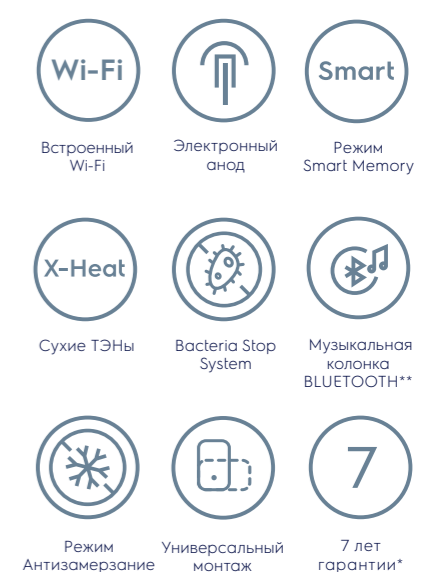 Wi-Fi
Встроенный
Wi-Fi
Электронный
анод
Smart
Режим
Smart Memory
X-Heat
Сухие ТЭНы
Bacteria Stop
System
Музыкальная
колонка
BLUETOOTH**
Режим
Антизамерзание
Универсальный
монтаж
7
7 лет
гарантии*